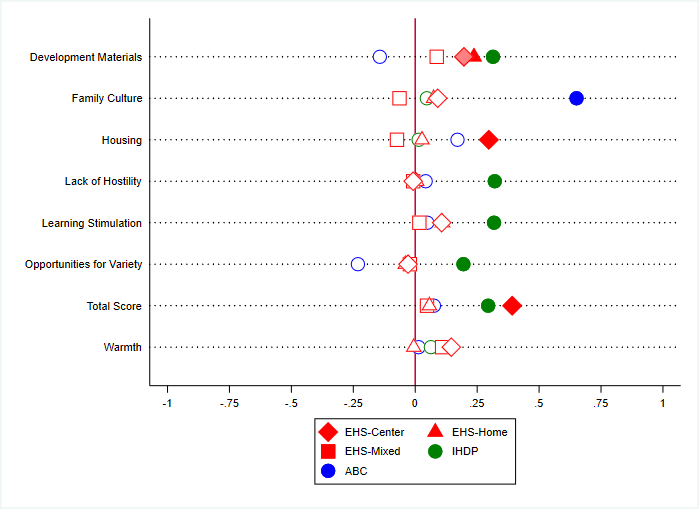 Development Materials
Family Culture
Housing
Lack of Hostility
Learning Stimulation
Opportunities for Variety
Total Score
Warmth
-1 -.75 -.5 -.25 0 .25 .5 .75 1
EHS-Center EHS-Home
EHS-Mixed IHDP
ABC